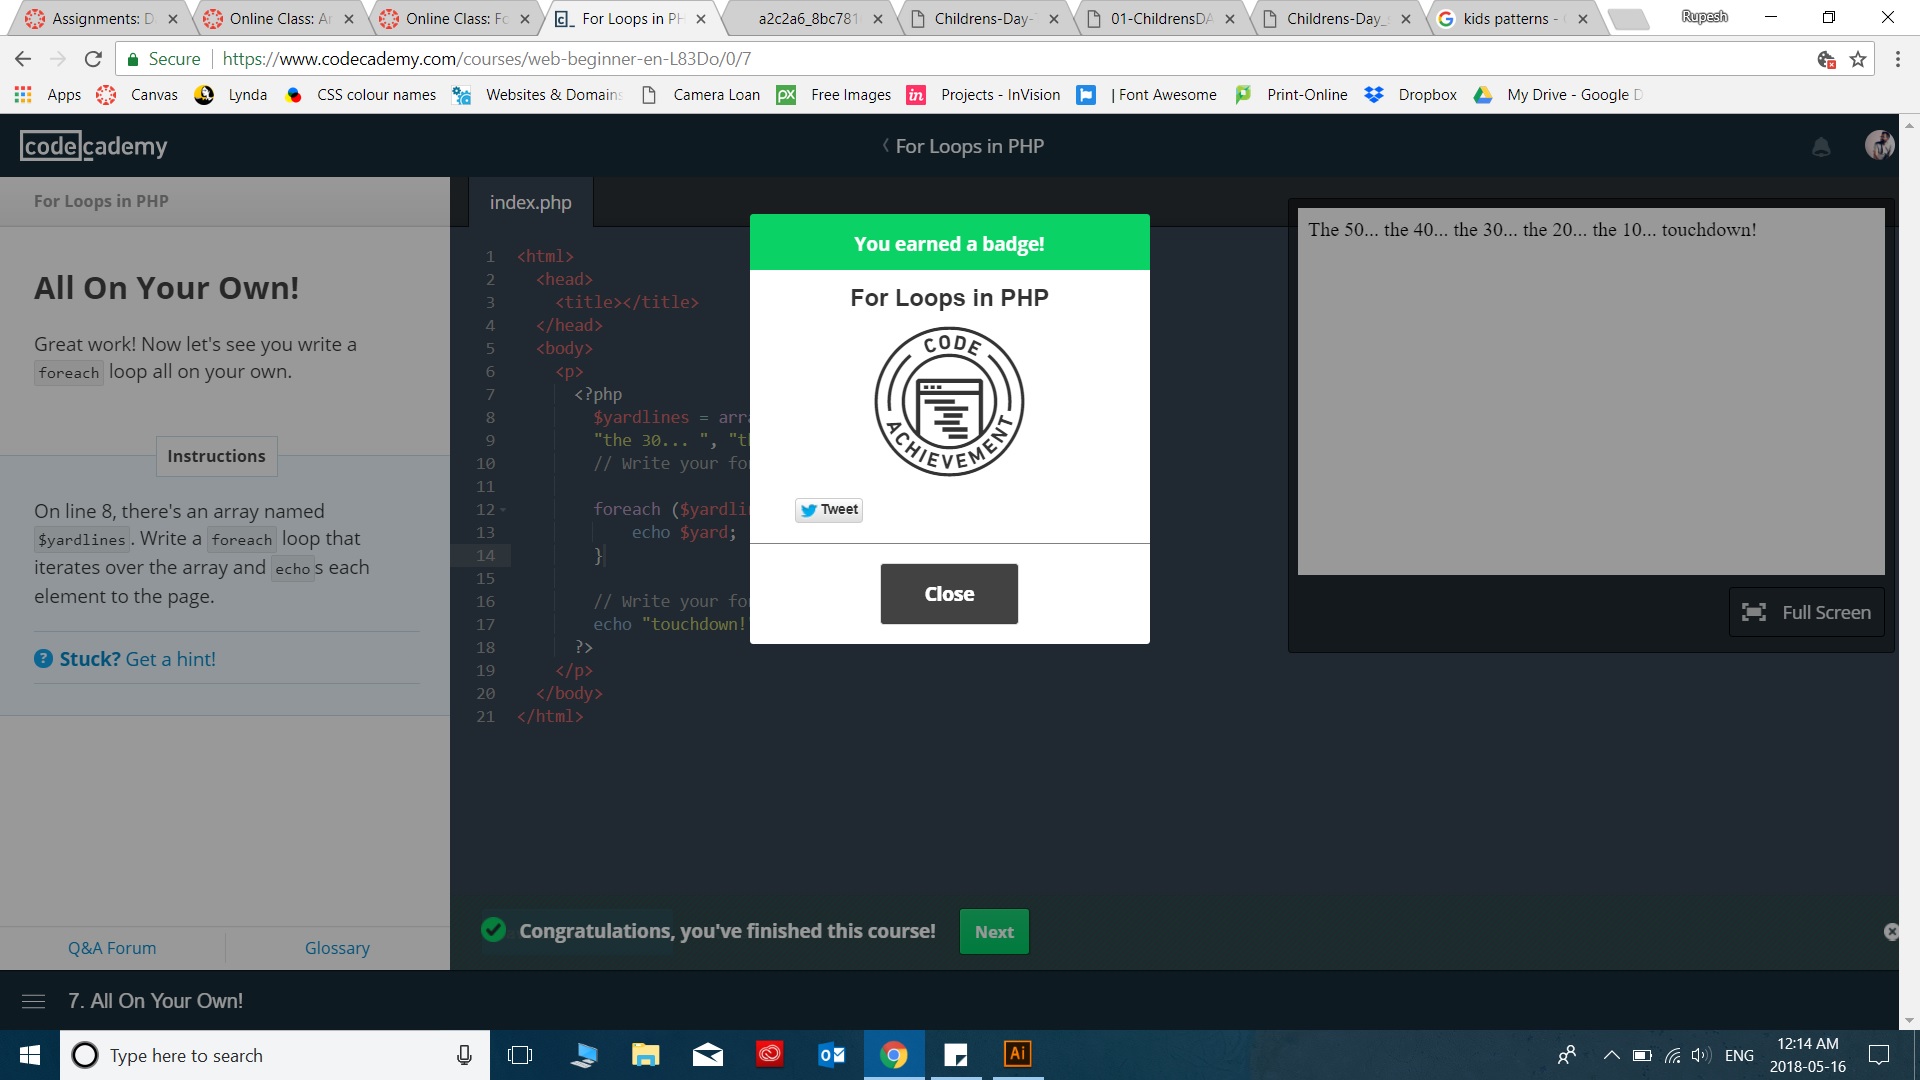 Assignments: D
Online Class: Ar
Online Class: Fo
For Loops in PH
a2c2a6_8bc781
Childrens-Day-
01-ChildrensDA
Childrens-Day_
kids patterns -
Rupesh
Secure
https://www.codecademy.com/courses/web-beginner-en-L83Do/0/7
Apps
Canvas
Lynda
CSS colour names
Websites & Domains
Camera Loan
px
Free Images
in
Projects - InVision
| Font Awesome
Print-Online
Dropbox
My Drive - Google D
codecademy
For Loops in PHP
For Loops in PHP
All On Your Own!
Great work! Now let's see you write a
foreach loop all on your own.
Instructions
On line 8, there's an array named
$yardlines. Write a foreach loop that
iterates over the array and echos each
element to the page.
? Stuck? Get a hint!
Q&A Forum
Glossary
index.php
1 <html>
2 <head>
3 <title></title>
4 </head>
5 <body>
6 <p>
7 <?php
8 $yardlines = arr
9 "the 30... ", "t
10 // Write your fo
11
12 foreach ($yardli
13 echo $yard;
14 }
15
16 // Write your fo
17 echo "touchdown!
18 ?>
19 </p>
20 </body>
21 </html>
You earned a badge!
For Loops in PHP
CODE
ACHIEVEMENT
Tweet
Close
The 50... the 40... the 30... the 20... the 10... touchdown!
Full Screen
Congratulations, you've finished this course!
Next
7. All On Your Own!
Type here to search
Ai
ENG
12:14 AM
2018-05-16